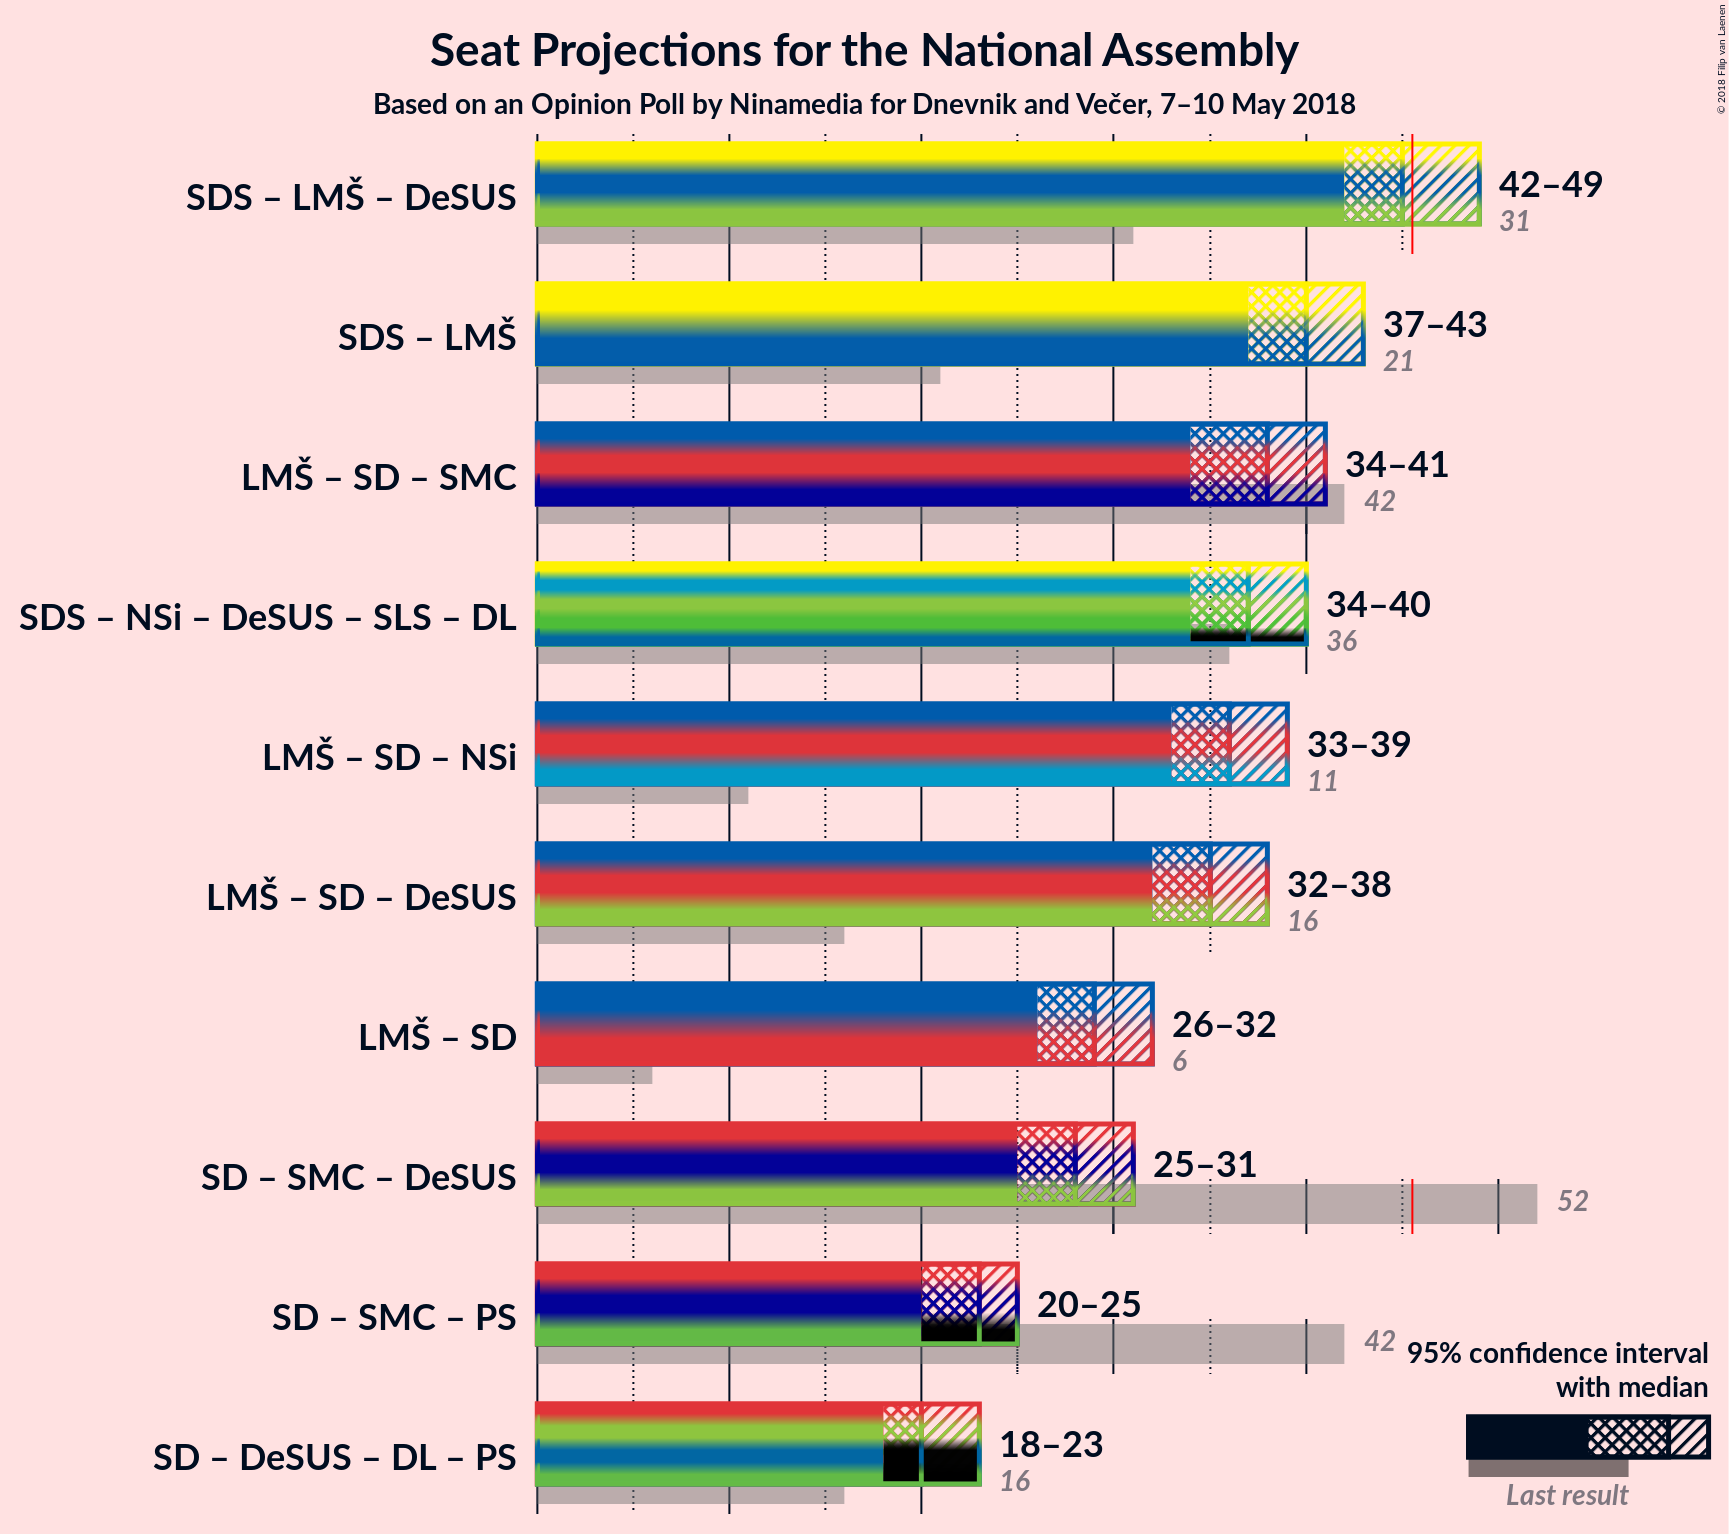 Seat Projections for the National Assembly
Based on an Opinion Poll by Ninamedia for Dnevnik and Večer, 7–10 May 2018
© 2018 Filip van Laenen
SDS – LMŠ – DeSUS
42–49
31
SDS – LMŠ
37–43
21
LMŠ – SD – SMC
34–41
42
SDS – NSi – DeSUS – SLS – DL
34–40
36
LMŠ – SD – NSi
33–39
11
LMŠ – SD – DeSUS
32–38
16
LMŠ – SD
26–32
6
SD – SMC – DeSUS
25–31
52
SD – SMC – PS
20–25
42
SD – DeSUS – DL – PS
18–23
16
95% confidence interval
with median
Last result